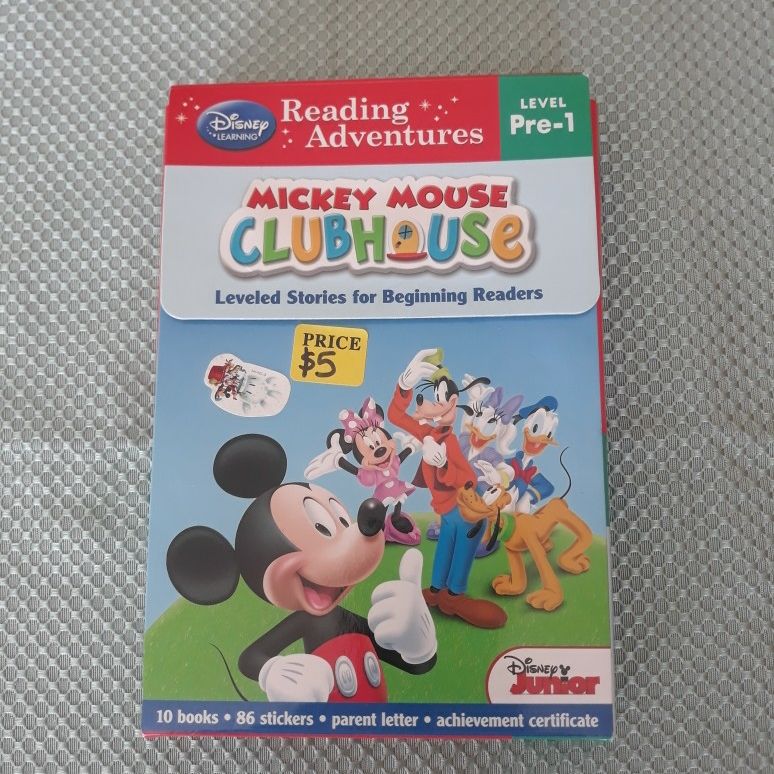 Disney
LEARNING
Reading
Adventures
LEVEL
Pre-1
MICKEY MOUSE
CLUBHOUSE
Leveled Stories for Beginning Readers
PRICE
$5
Disney
Junior
10 books • 86 stickers • parent letter • achievement certificate